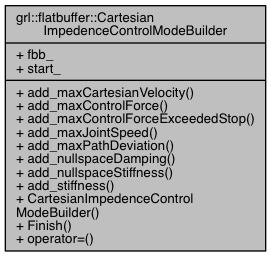 grl::flatbuffer::Cartesian
ImpedenceControlModeBuilder
+ fbb_
+ start_
+ add_maxCartesianVelocity()
+ add_maxControlForce()
+ add_maxControlForceExceededStop()
+ add_maxJointSpeed()
+ add_maxPathDeviation()
+ add_nullspaceDamping()
+ add_nullspaceStiffness()
+ add_stiffness()
+ CartesianImpedenceControl
ModeBuilder()
+ Finish()
+ operator=()